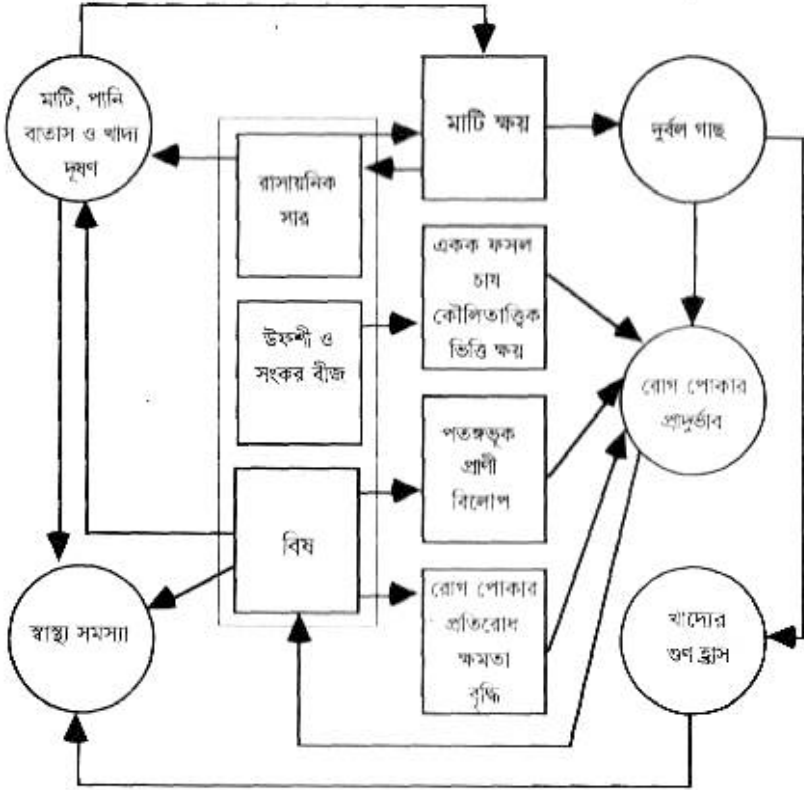 মাটি, পানি
বাতাস ও খাদ্য
দূষণ
রাসায়নিক
সার
মাটি ক্ষয়
দুর্বল গাছ
উফশী ও
সংকর বীজ
একক ফসল
চাষ
কৌলিতাত্ত্বিক
ভিত্তি ক্ষয়
রোগ পোকার
প্রাদুর্ভাব
বিষ
পতঙ্গভূক
প্রাণী
বিলোপ
স্বাস্থ্য সমস্যা
রোগ পোকার
প্রতিরোধ
ক্ষমতা
বৃদ্ধি
খাদ্যের
গুণ হ্রাস